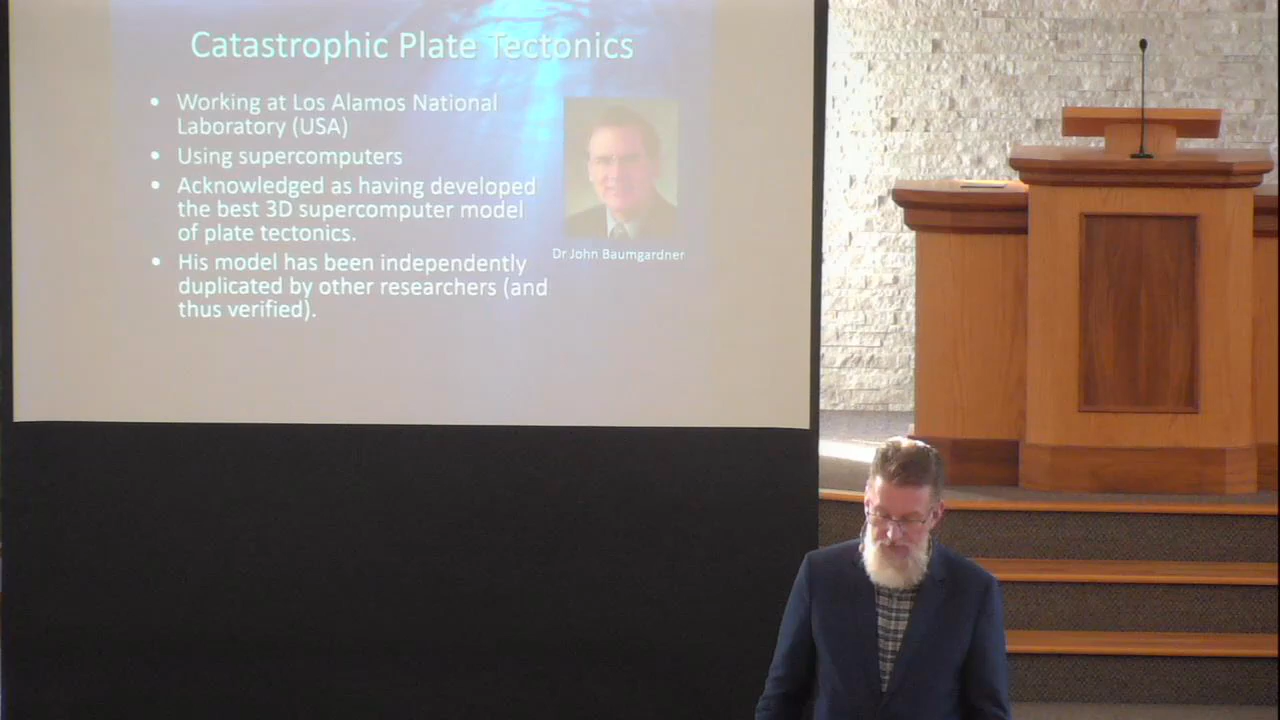 Catastrophic Plate Tectonics
• Working at Los Alamos National
Laboratory (USA)
• Using supercomputers
• Acknowledged as having developed
the best 3D supercomputer model
of plate tectonics.
• His model has been independently
duplicated by other researchers (and
thus verified).
Dr John Baumgardner